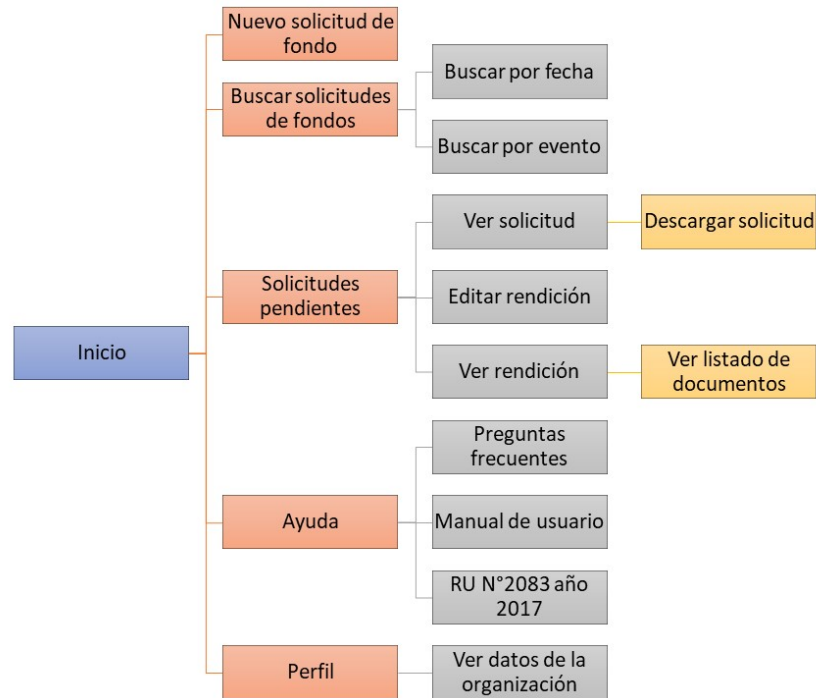 Inicio
Nuevo solicitud de
fondo
Buscar solicitudes
de fondos
Buscar por fecha
Buscar por evento
Solicitudes
pendientes
Ver solicitud
Descargar solicitud
Editar rendición
Ver rendición
Ver listado de
documentos
Ayuda
Preguntas
frecuentes
Manual de usuario
RU N°2083 año
2017
Perfil
Ver datos de la
organización